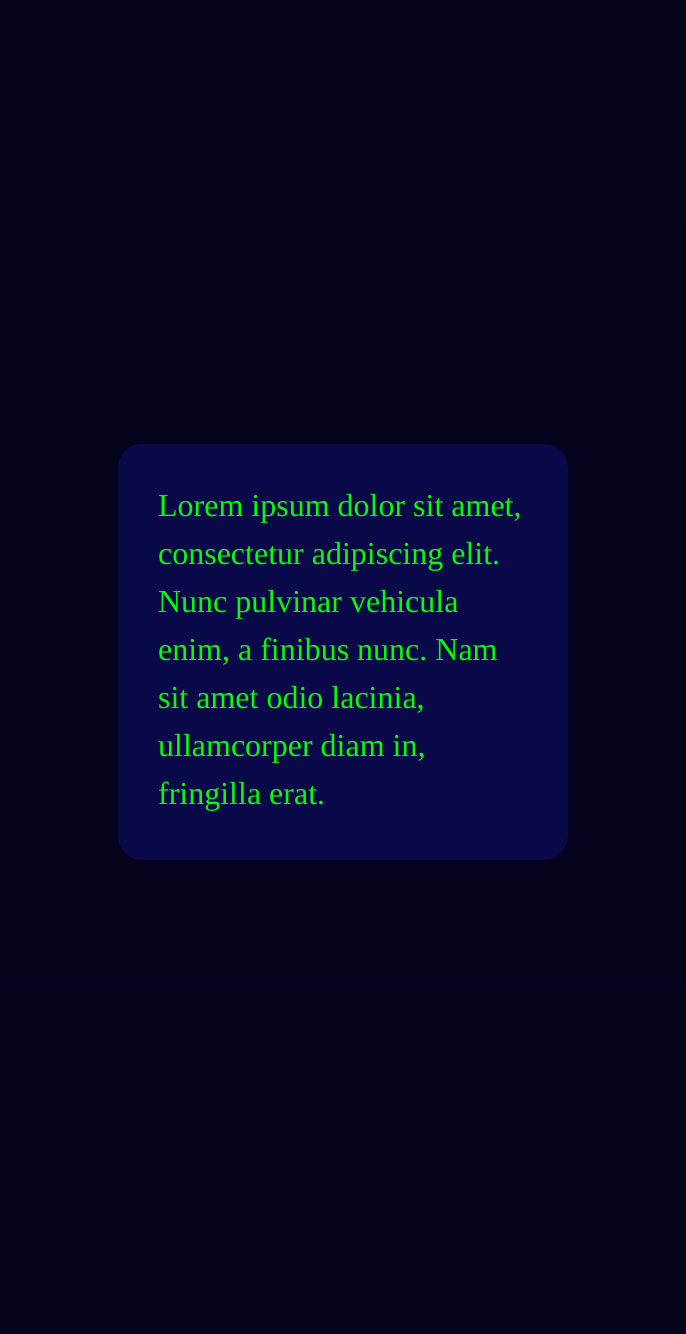 Lorem ipsum dolor sit amet,
consectetur adipiscing elit.
Nunc pulvinar vehicula
enim, a finibus nunc. Nam
sit amet odio lacinia,
ullamcorper diam in,
fringilla erat.